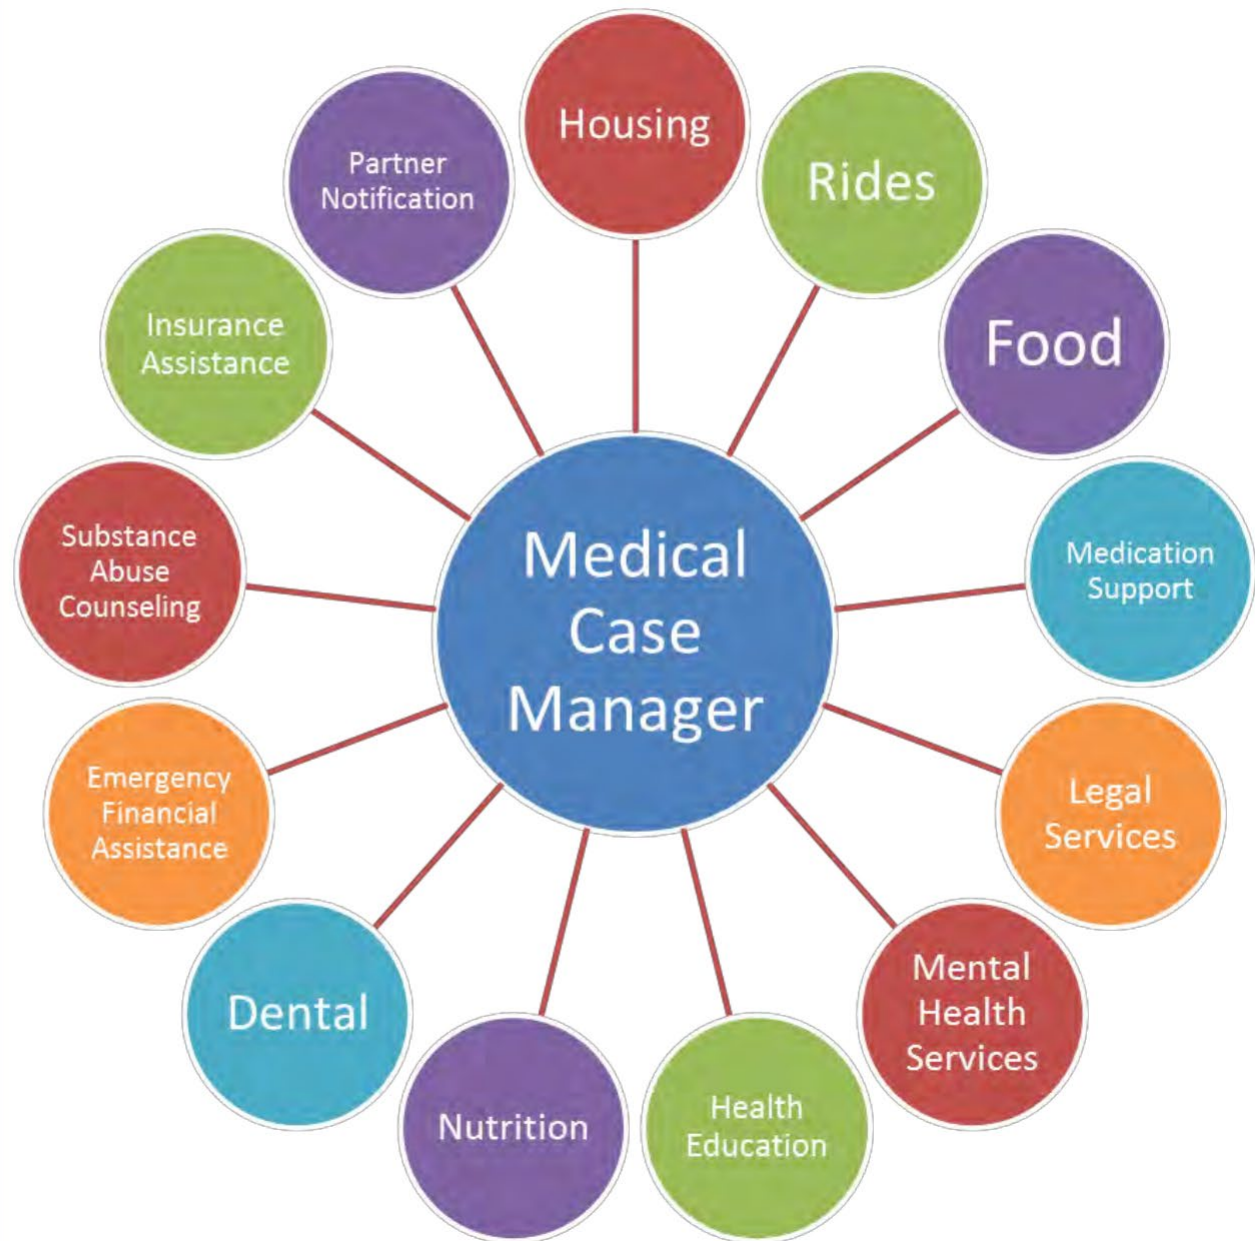 Housing
Rides
Food
Medication
Support
Legal
Services
Mental
Health
Services
Health
Education
Nutrition
Dental
Emergency
Financial
Assistance
Substance
Abuse
Counseling
Insurance
Assistance
Partner
Notification
Medical
Case
Manager